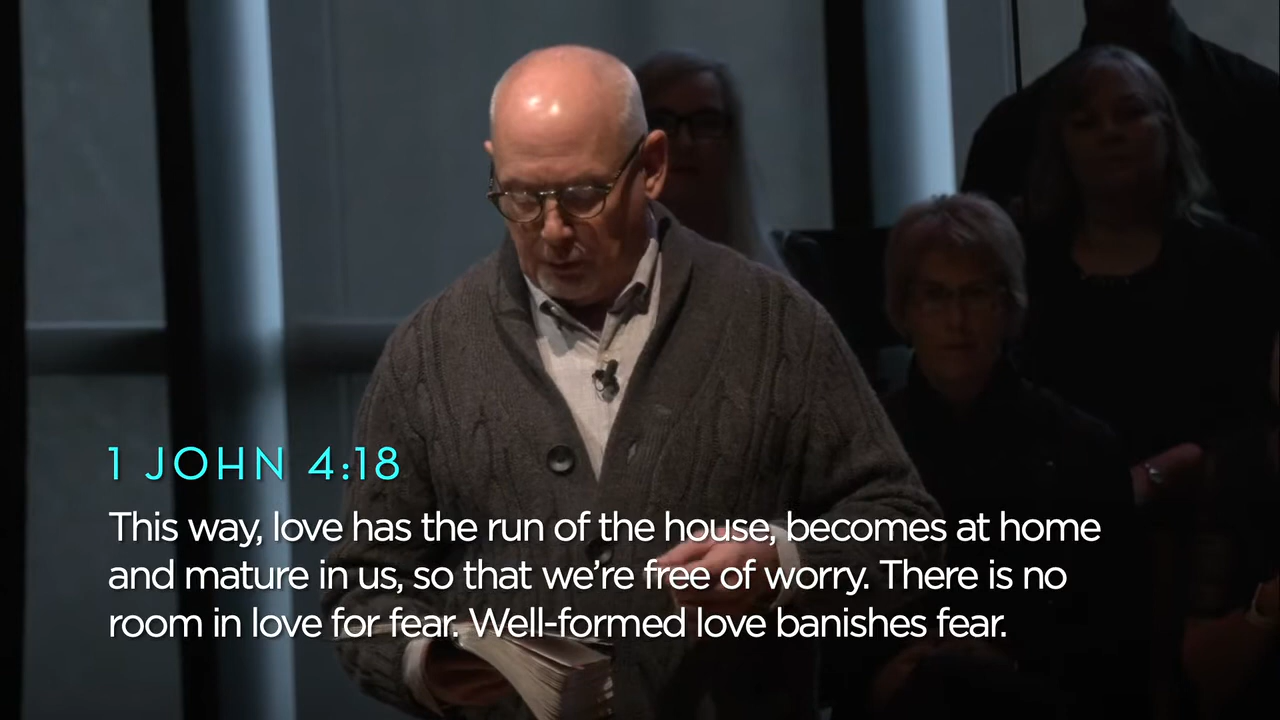 1 JOHN 4:18
This way, love has the run of the house, becomes at home
and mature in us, so that we’re free of worry. There is no
room in love for fear. Well-formed love banishes fear.